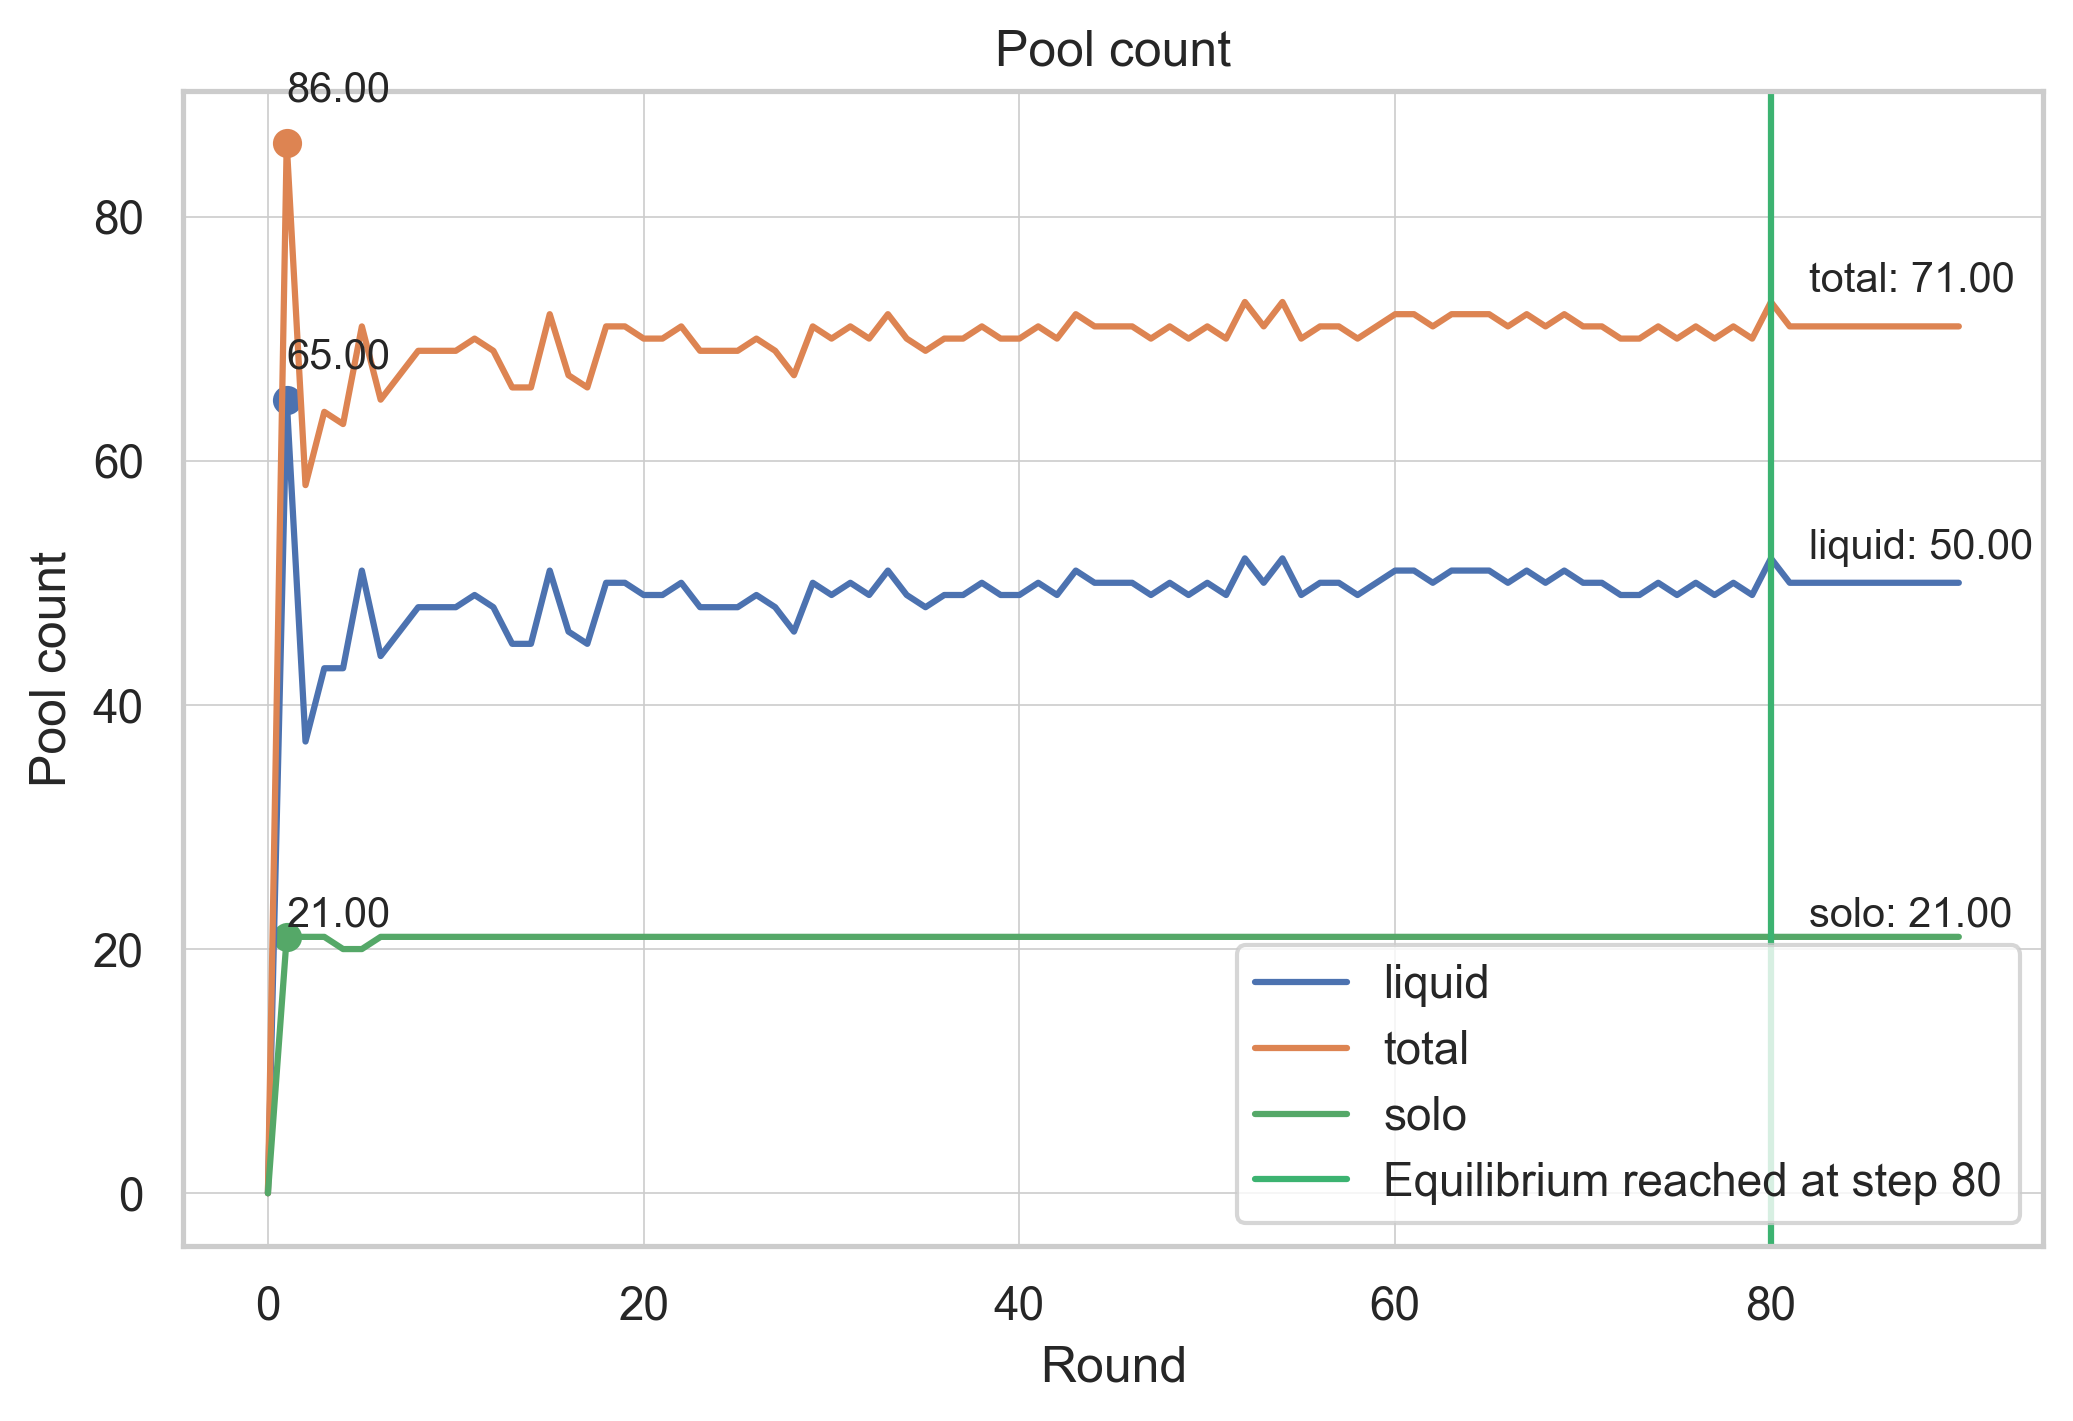 Pool count
86.00
80
total: 71.00
65.00
60
liquid: 50.00
Pool count
40
21.00
solo: 21.00
20
liquid
total
solo
Equilibrium reached at step 80
0
0
20
40
60
80
Round